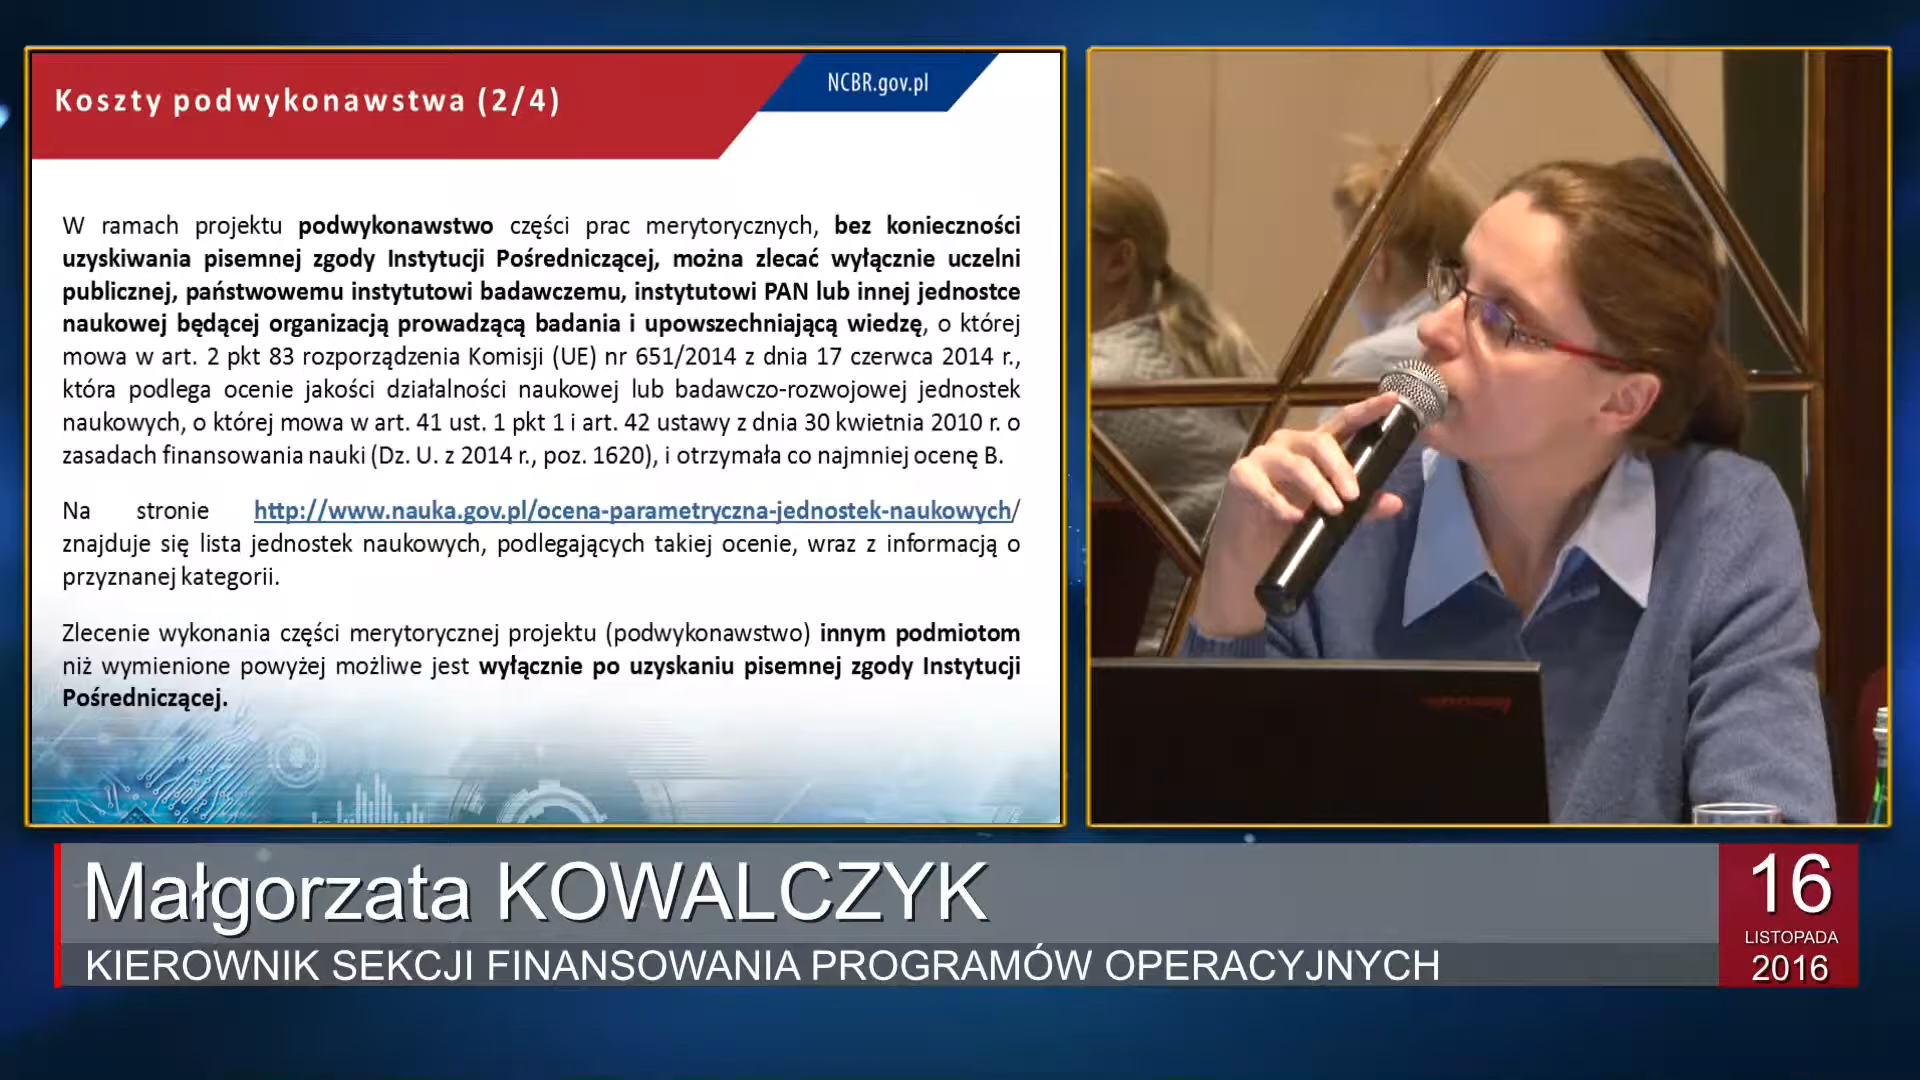 Koszty podwykonawstwa (2/4)
NCBR.gov.pl
W ramach projektu podwykonawstwo części prac merytorycznych, bez konieczności
uzyskiwania pisemnej zgody Instytucji Pośredniczącej, można zlecać wyłącznie uczelni
publicznej, państwowemu instytutowi badawczemu, instytutowi PAN lub innej jednostce
naukowej będącej organizacją prowadzącą badania i upowszechniającą wiedzę, o której
mowa w art. 2 pkt 83 rozporządzenia Komisji (UE) nr 651/2014 z dnia 17 czerwca 2014 r.,
która podlega ocenie jakości działalności naukowej lub badawczo-rozwojowej jednostek
naukowych, o której mowa w art. 41 ust. 1 pkt 1 i art. 42 ustawy z dnia 30 kwietnia 2010 r. o
zasadach finansowania nauki (Dz. U. z 2014 r., poz. 1620), i otrzymała co najmniej ocenę B.
Na stronie http://www.nauka.gov.pl/ocena-parametryczna-jednostek-naukowych/
znajduje się lista jednostek naukowych, podlegających takiej ocenie, wraz z informacją o
przyznanej kategorii.
Zlecenie wykonania części merytorycznej projektu (podwykonawstwo) innym podmiotom
niż wymienione powyżej możliwe jest wyłącznie po uzyskaniu pisemnej zgody Instytucji
Pośredniczącej.
Małgorzata KOWALCZYK
KIEROWNIK SEKCJI FINANSOWANIA PROGRAMÓW OPERACYJNYCH
16
LISTOPADA
2016